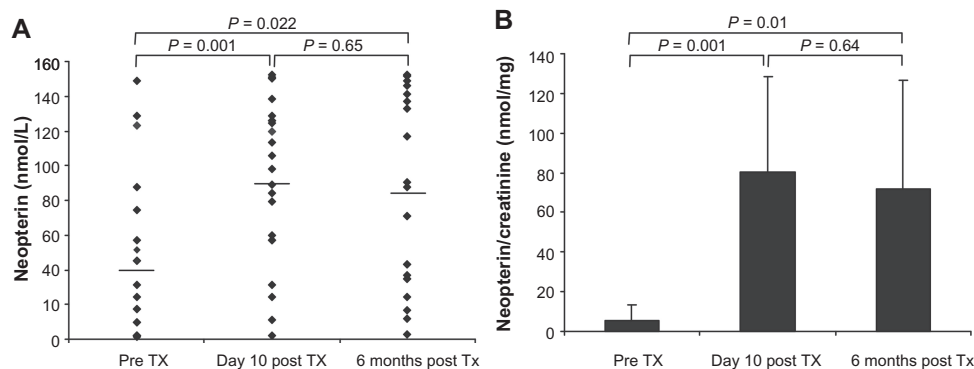 A
P = 0.022
P = 0.001
P = 0.65
Neopterin (nmol/L)
160
140
120
100
80
60
40
10
0
Pre TX
Day 10 post TX
6 months post Tx
B
P = 0.01
P = 0.001
P = 0.64
Neopterin/creatinine (nmol/mg)
140
120
100
80
60
40
20
0
Pre TX
Day 10 post TX
6 months post Tx